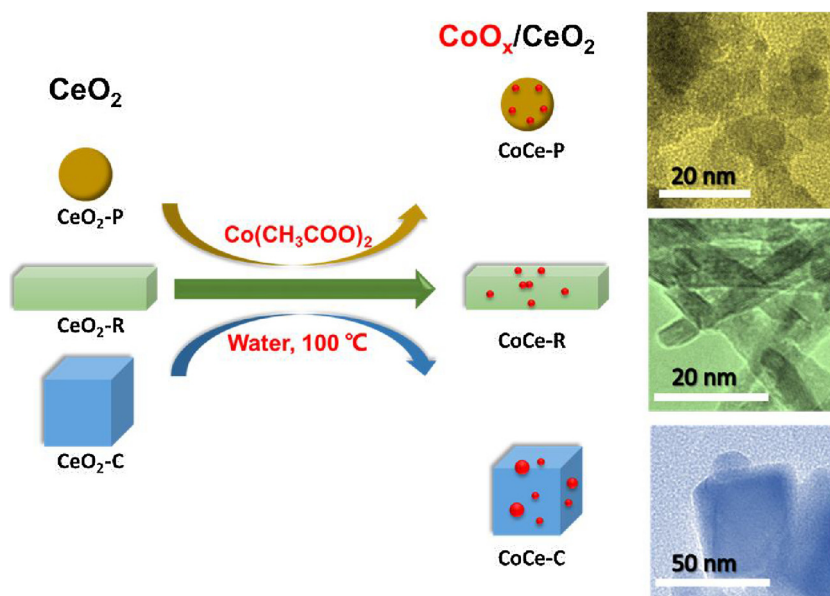 CeO₂
CoOₓ/CeO₂
CeO₂-P
CoCe-P
20 nm
Co(CH₃COO)₂
CeO₂-R
CoCe-R
20 nm
Water, 100 ℃
CeO₂-C
CoCe-C
50 nm